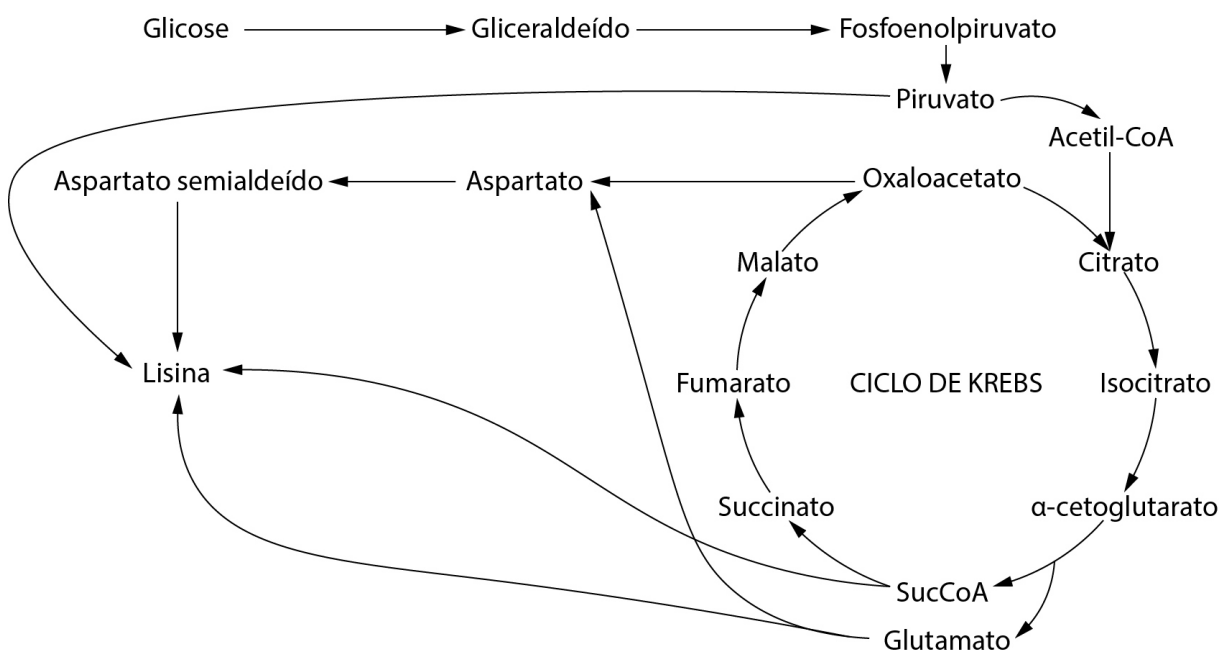 Glicose
Gliceraldeído
Fosfoenolpiruvato
Piruvato
Acetil-CoA
Aspartato semialdeído
Aspartato
Oxaloacetato
Malato
Citrato
Lisina
Fumarato
CICLO DE KREBS
Isocitrato
Succinato
α-cetoglutarato
SucCoA
Glutamato